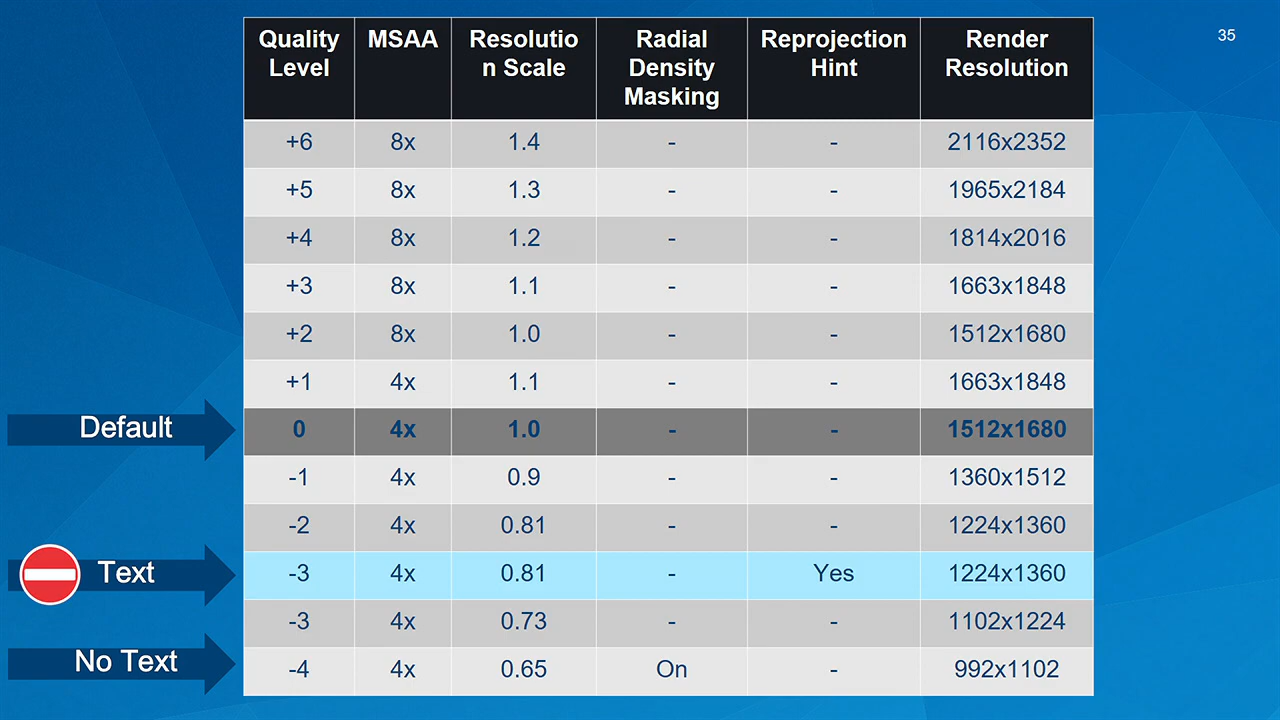 35
Quality Level MSAA Resolutio n Scale Radial Density Masking Reprojection Hint Render Resolution
+6 8x 1.4 - - 2116x2352
+5 8x 1.3 - - 1965x2184
+4 8x 1.2 - - 1814x2016
+3 8x 1.1 - - 1663x1848
+2 8x 1.0 - - 1512x1680
+1 4x 1.1 - - 1663x1848
Default 0 4x 1.0 - - 1512x1680
-1 4x 0.9 - - 1360x1512
-2 4x 0.81 - - 1224x1360
Text -3 4x 0.81 - Yes 1224x1360
-3 4x 0.73 - - 1102x1224
No Text -4 4x 0.65 On - 992x1102